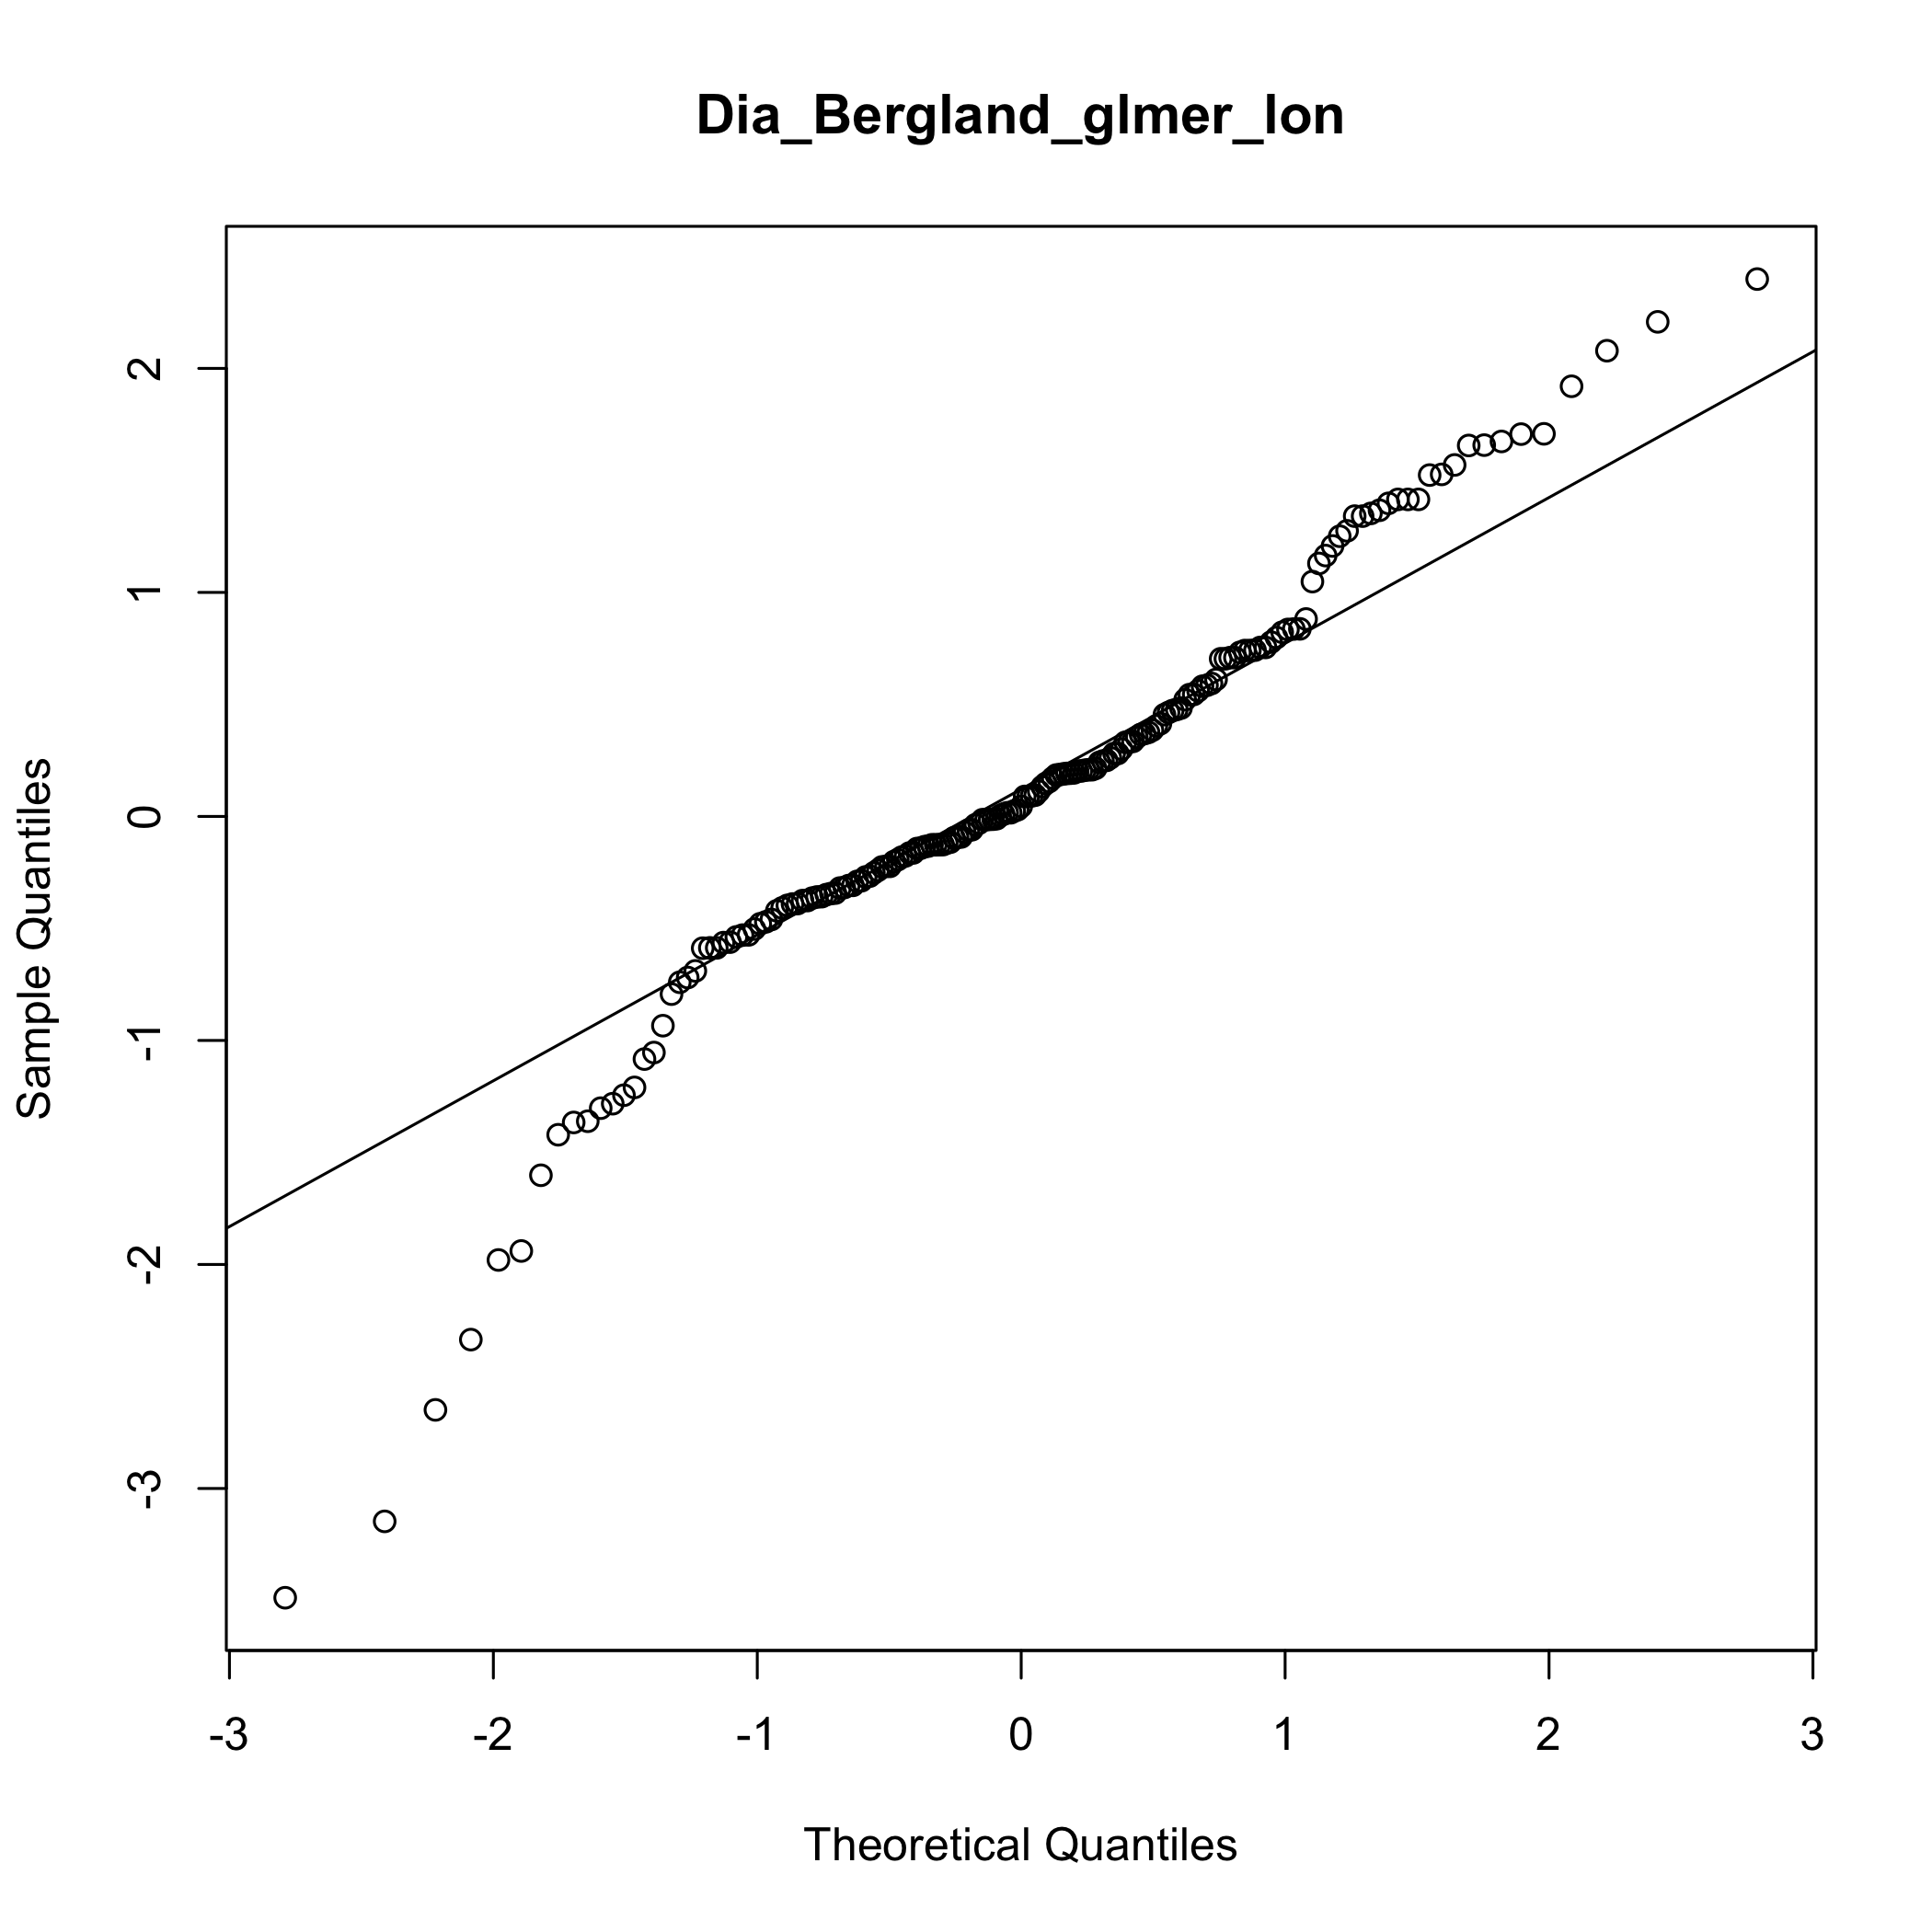 Dia_Bergland_glmer_lon
Sample Quantiles
2
1
0
-1
-2
-3
-3 -2 -1 0 1 2 3
Theoretical Quantiles